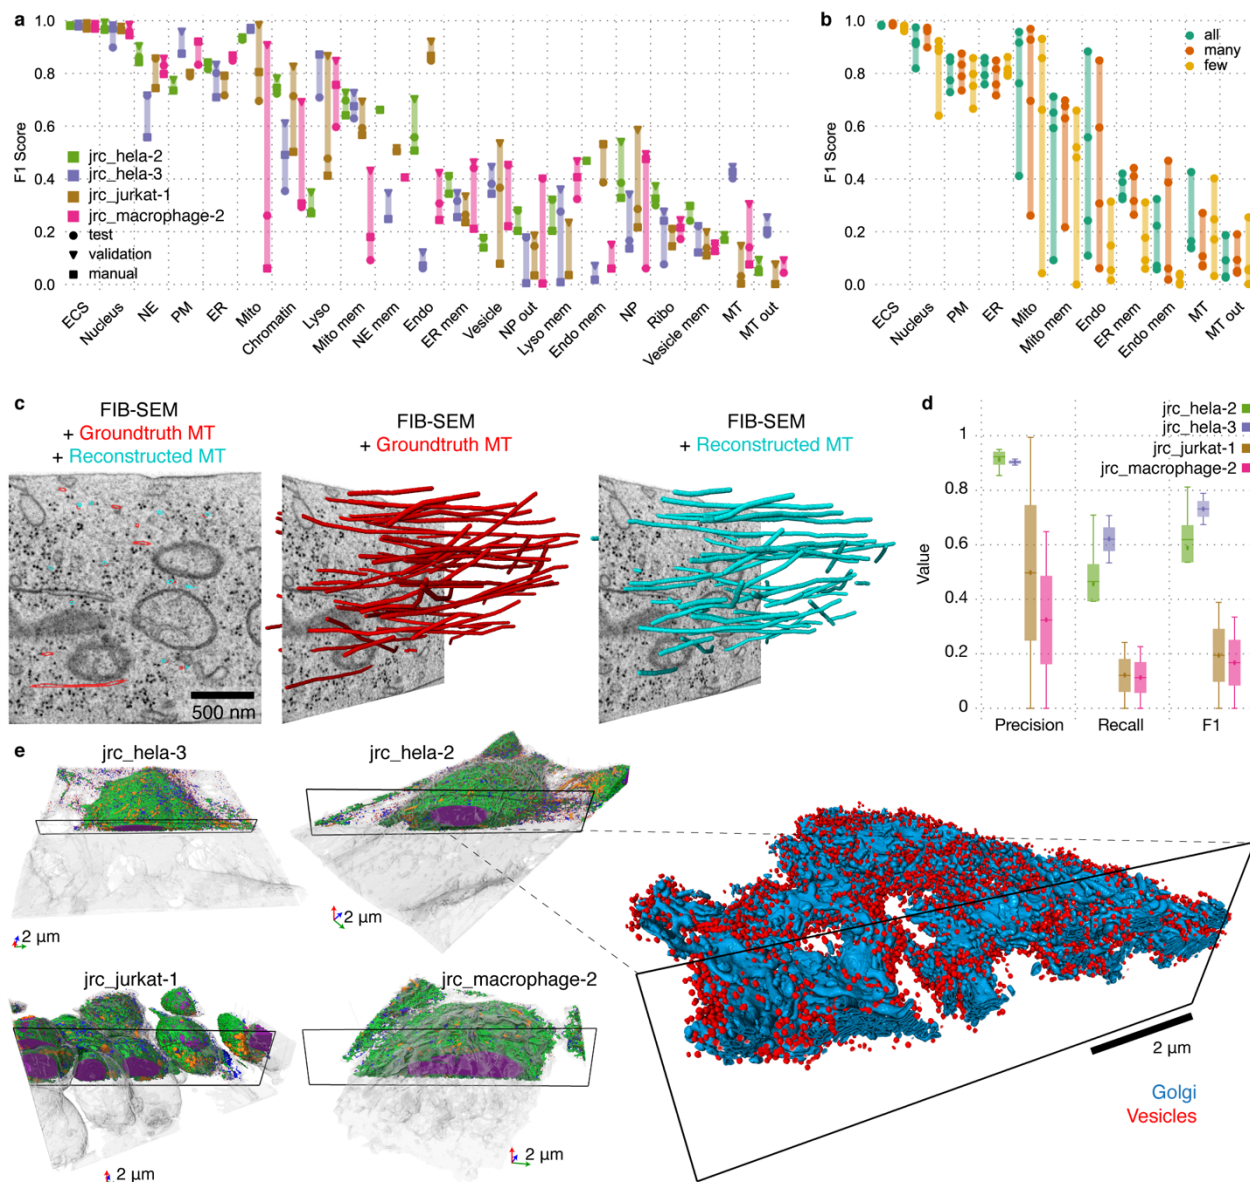 a
F1 Score
1.0
0.8
0.6
0.4
0.2
0.0
jrc_hela-2
jrc_hela-3
jrc_jurkat-1
jrc_macrophage-2
test
validation
manual
ECS
Nucleus
NE
PM
ER
Mito
Chromatin
Lyso
Mito mem
NE mem
Endo
ER mem
Vesicle
NP out
Lyso mem
Endo mem
NP
Ribo
Vesicle mem
MT
MT out
b
F1 Score
1.0
0.8
0.6
0.4
0.2
0.0
all
many
few
ECS
Nucleus
PM
ER
Mito
Mito mem
Endo
ER mem
Endo mem
MT
MT out
c
FIB-SEM
+ Groundtruth MT
+ Reconstructed MT
500 nm
FIB-SEM
+ Groundtruth MT
FIB-SEM
+ Reconstructed MT
d
jrc_hela-2
jrc_hela-3
jrc_jurkat-1
jrc_macrophage-2
Value
1
0.8
0.6
0.4
0.2
0
Precision
Recall
F1
e
jrc_hela-3
2 μm
jrc_hela-2
2 μm
jrc_jurkat-1
2 μm
jrc_macrophage-2
2 μm
2 μm
Golgi
Vesicles